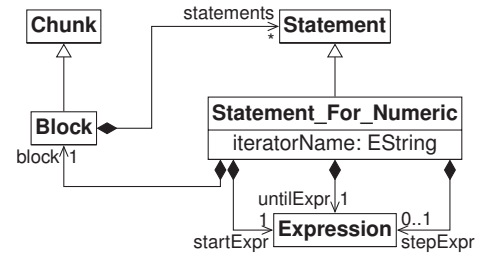 statements
Chunk
Statement
*
Statement_For_Numeric
Block
iteratorName: EString
block 1
untilExpr 1
1
0..1
Expression
startExpr
stepExpr